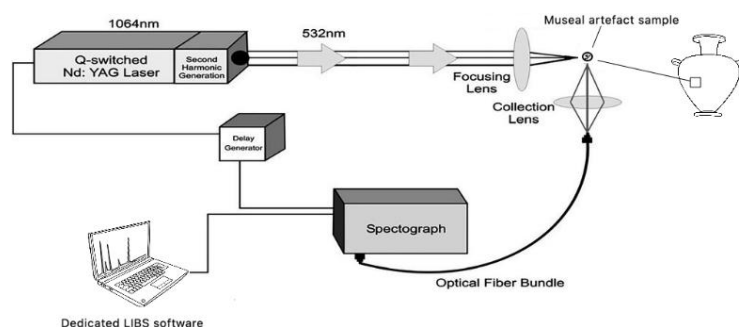 1064nm
532nm
Museal artefact sample
Q-switched
Nd: YAG Laser
Second
Harmonic
Generation
Focusing
Lens
Collection
Lens
Delay
Generator
Spectograph
Optical Fiber Bundle
Dedicated LIBS software